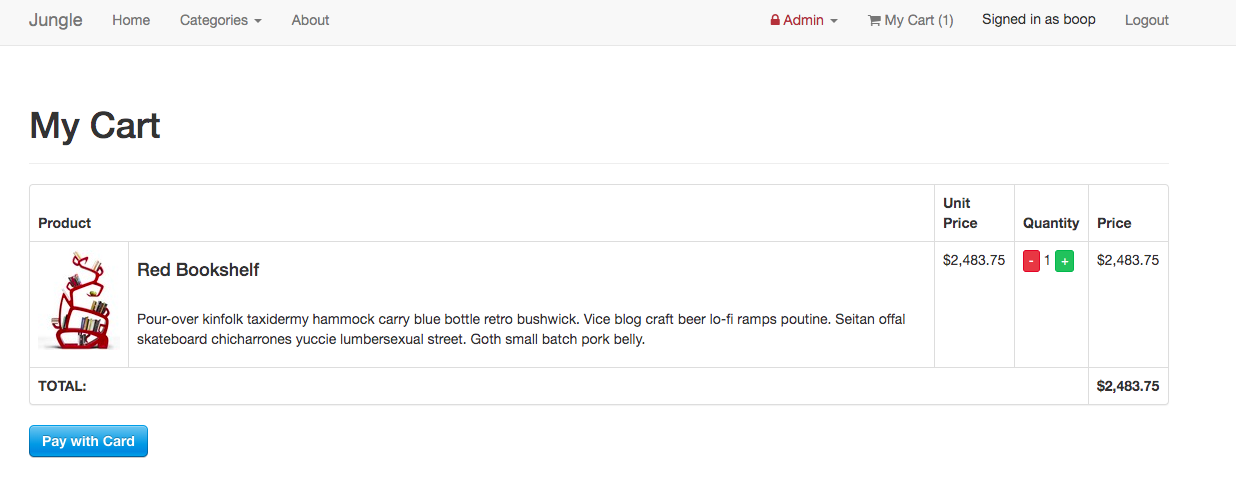 Jungle Home Categories About Admin My Cart (1) Signed in as boop Logout
My Cart
Product Unit Price Quantity Price
Red Bookshelf $2,483.75 - 1 + $2,483.75
Pour-over kinfolk taxidermy hammock carry blue bottle retro bushwick. Vice blog craft beer lo-fi ramps poutine. Seitan offal
skateboard chicharrones yuccie lumbersexual street. Goth small batch pork belly.
TOTAL: $2,483.75
Pay with Card